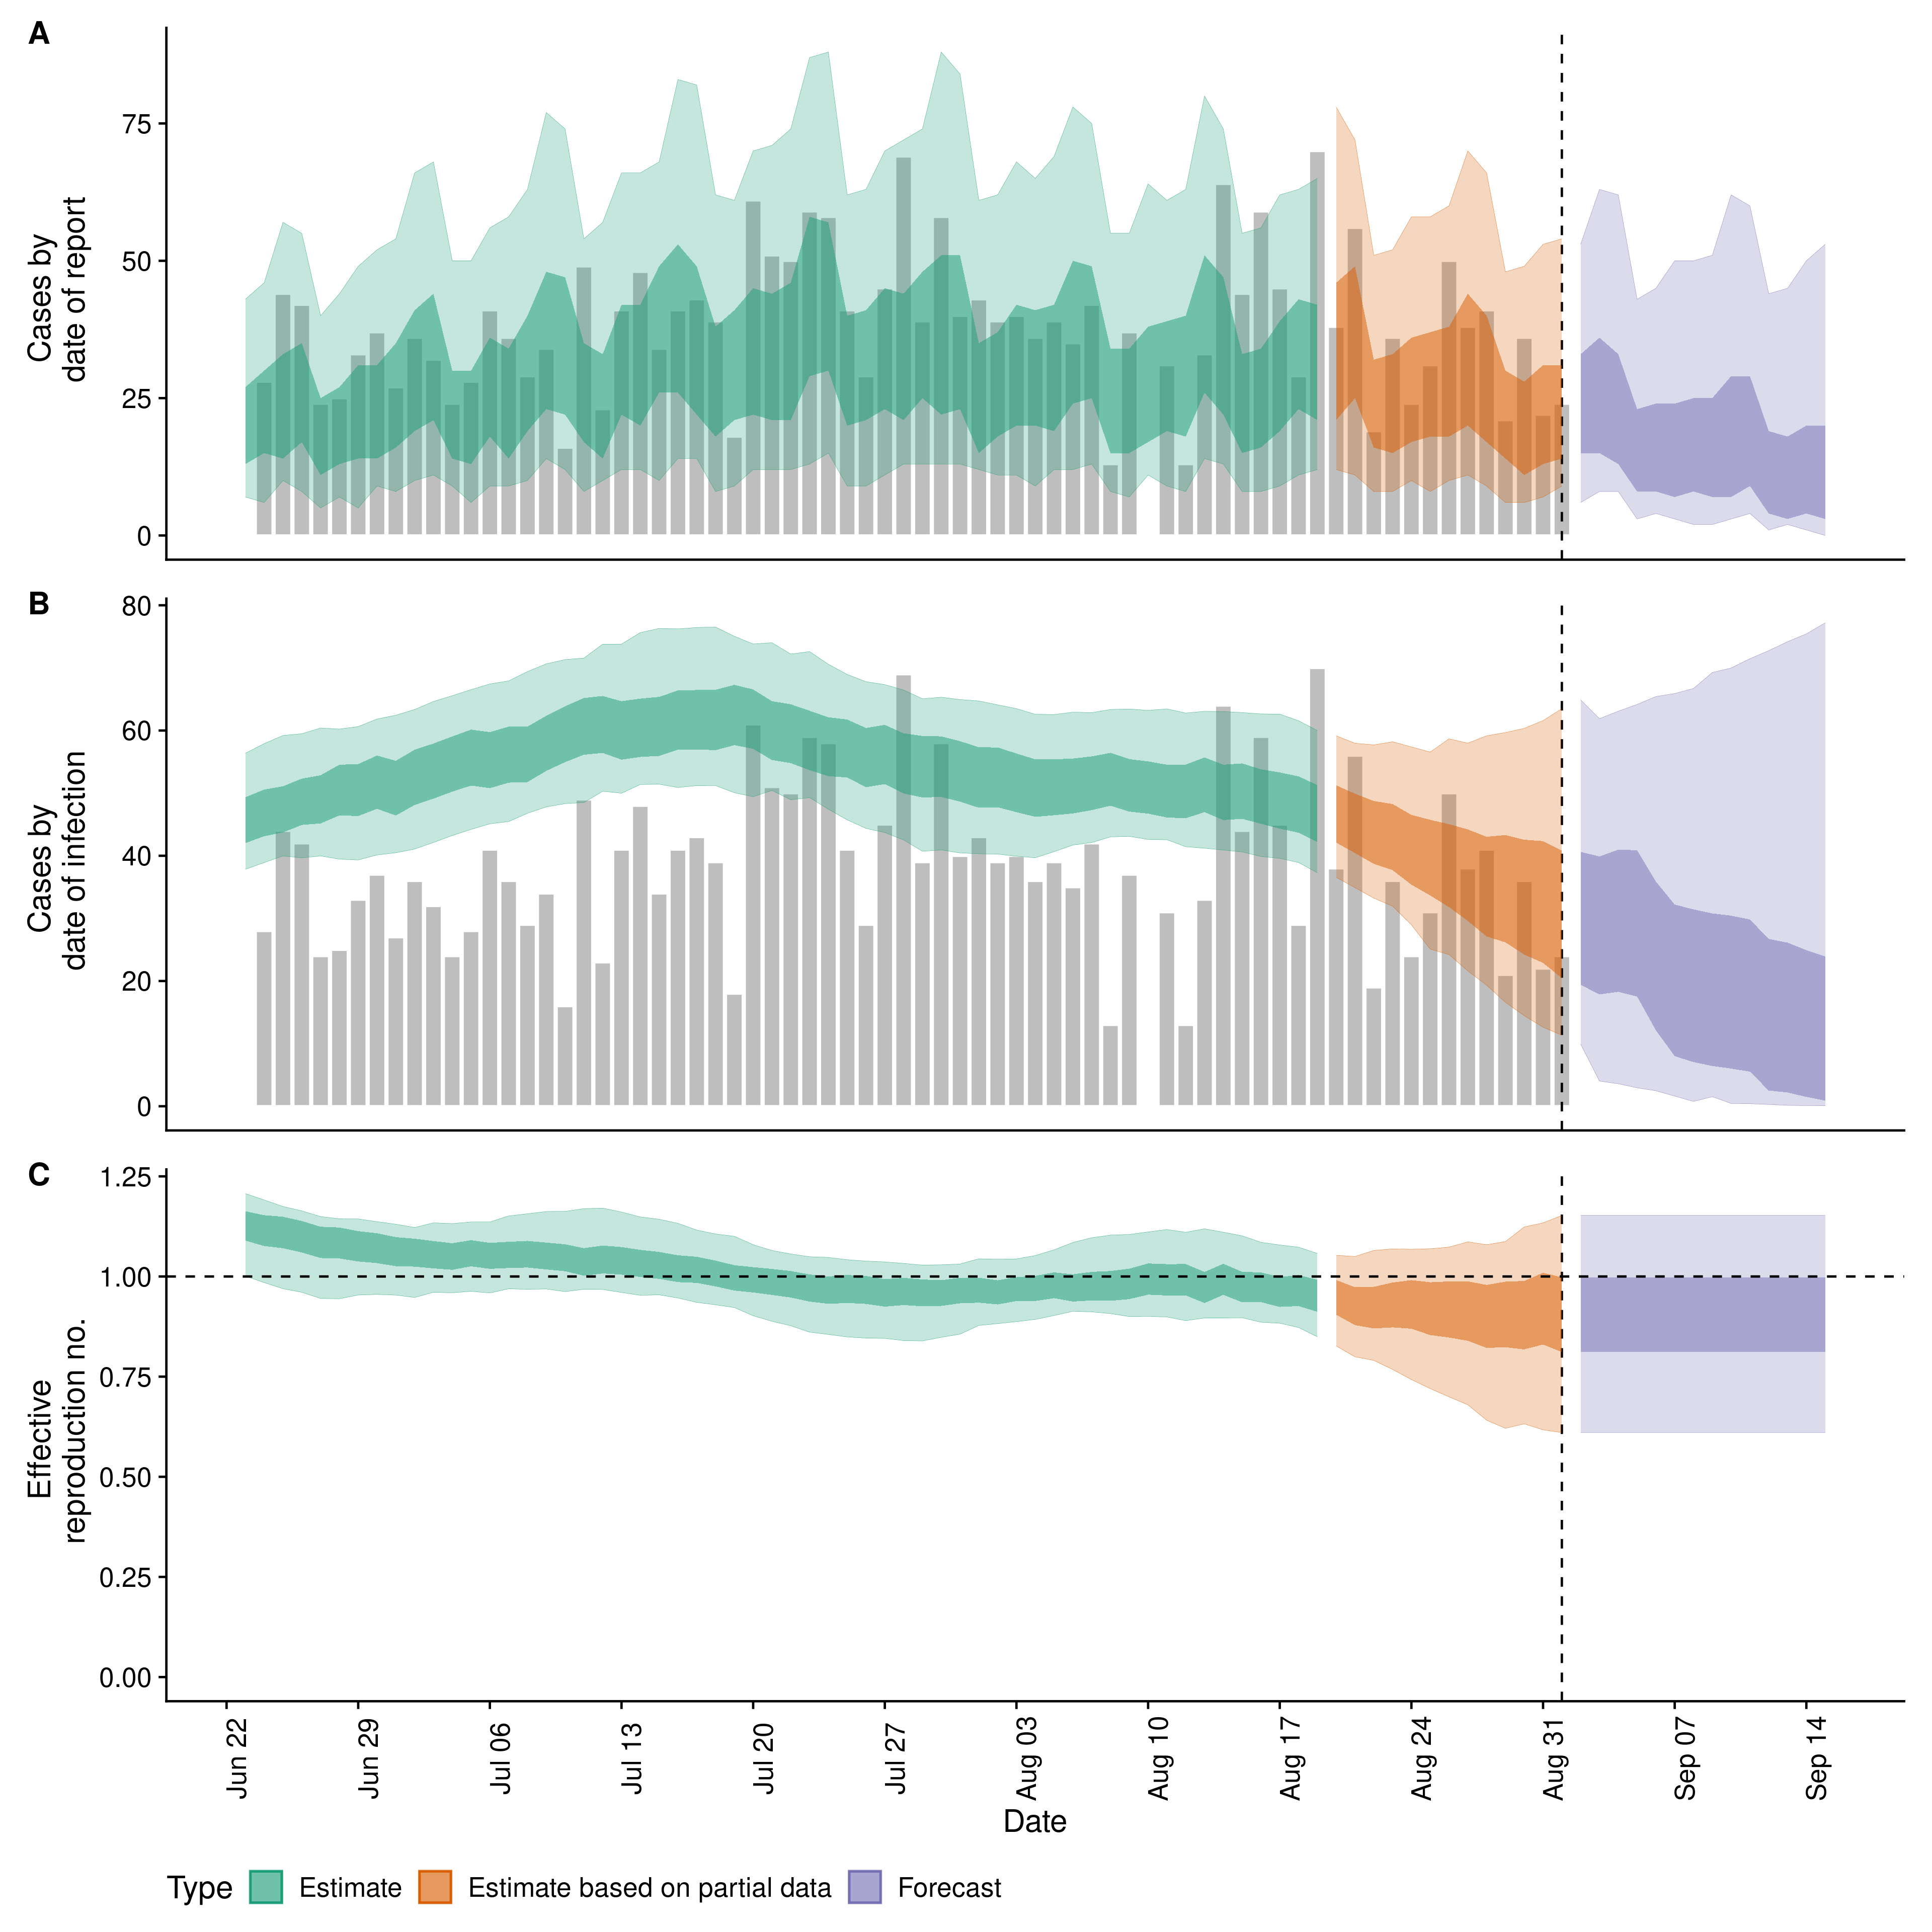 A
Cases by
date of report
75
50
25
0
B
Cases by
date of infection
80
60
40
20
0
C
Effective
reproduction no.
1.25
1.00
0.75
0.50
0.25
0.00
Jun 22
Jun 29
Jul 06
Jul 13
Jul 20
Jul 27
Aug 03
Aug 10
Aug 17
Aug 24
Aug 31
Sep 07
Sep 14
Date
Type Estimate Estimate based on partial data Forecast